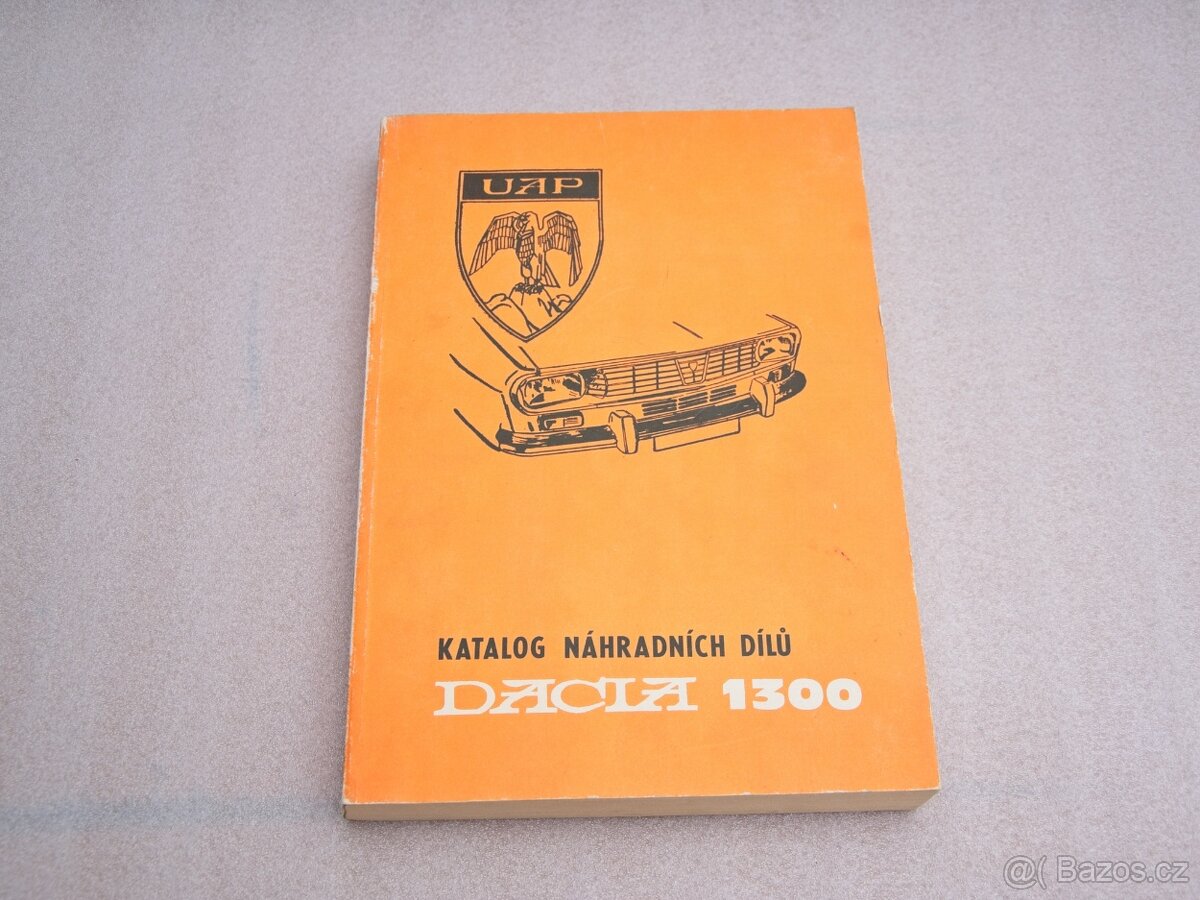 UAP
KATALOG NÁHRADNÍCH DÍLŮ
DACIA 1300
@( Bazos.cz